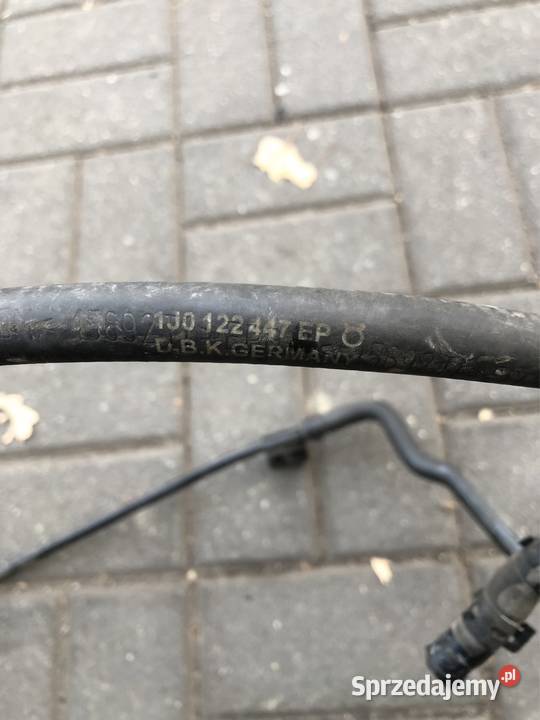 1J0 122 447 EP
D.B.K.GERMANY
Sprzedajemy.pl